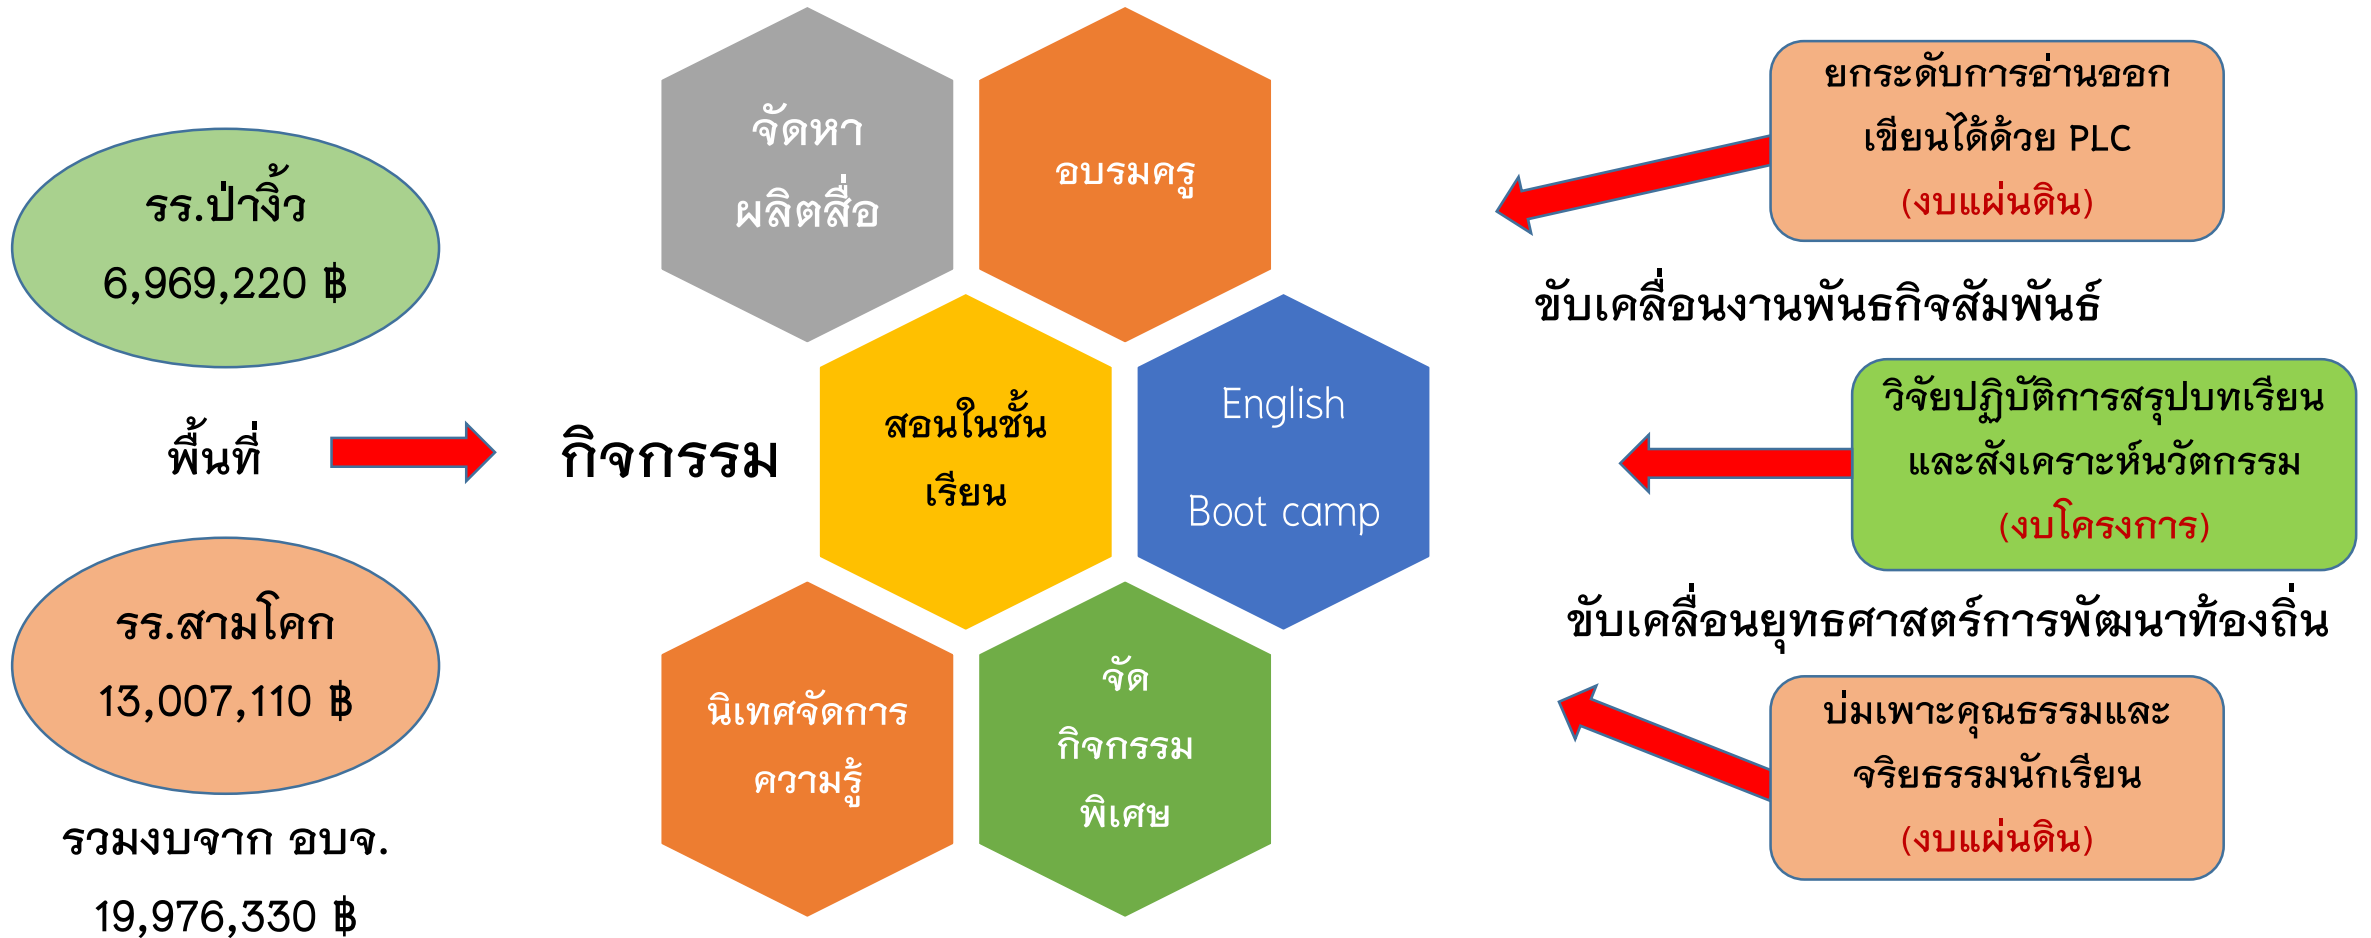 รร.ป่างิ้ว
6,969,220 ฿
พื้นที่
รร.สามโคก
13,007,110 ฿
รวมงบจาก อบจ.
19,976,330 ฿
กิจกรรม
จัดหา
ผลิตสื่อ
อบรมครู
สอนในชั้น
เรียน
English
Boot camp
นิเทศจัดการ
ความรู้
จัด
กิจกรรม
พิเศษ
ยกระดับการอ่านออก
เขียนได้ด้วย PLC
(งบแผ่นดิน)
ขับเคลื่อนงานพันธกิจสัมพันธ์
วิจัยปฏิบัติการสรุปบทเรียน
และสังเคราะห์นวัตกรรม
(งบโครงการ)
ขับเคลื่อนยุทธศาสตร์การพัฒนาท้องถิ่น
บ่มเพาะคุณธรรมและ
จริยธรรมนักเรียน
(งบแผ่นดิน)